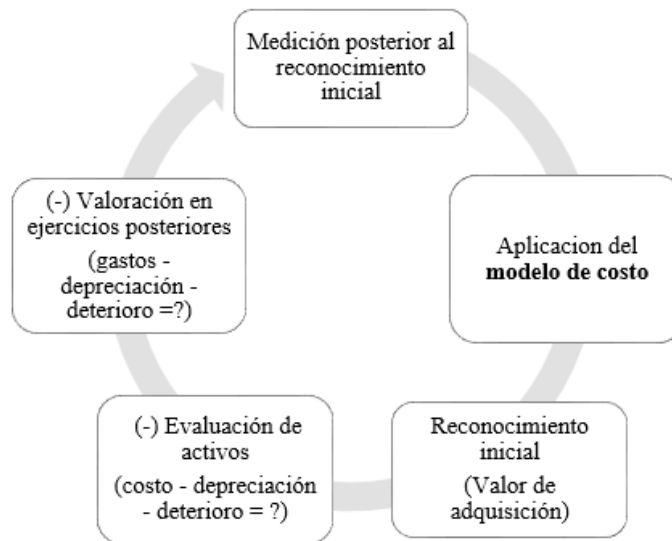 Medición posterior al
reconocimiento
inicial
Aplicacion del
modelo de costo
Reconocimiento
inicial
(Valor de
adquisición)
(-) Evaluación de
activos
(costo - depreciación
- deterioro = ?)
(-) Valoración en
ejercicios posteriores
(gastos -
depreciación -
deterioro =?)